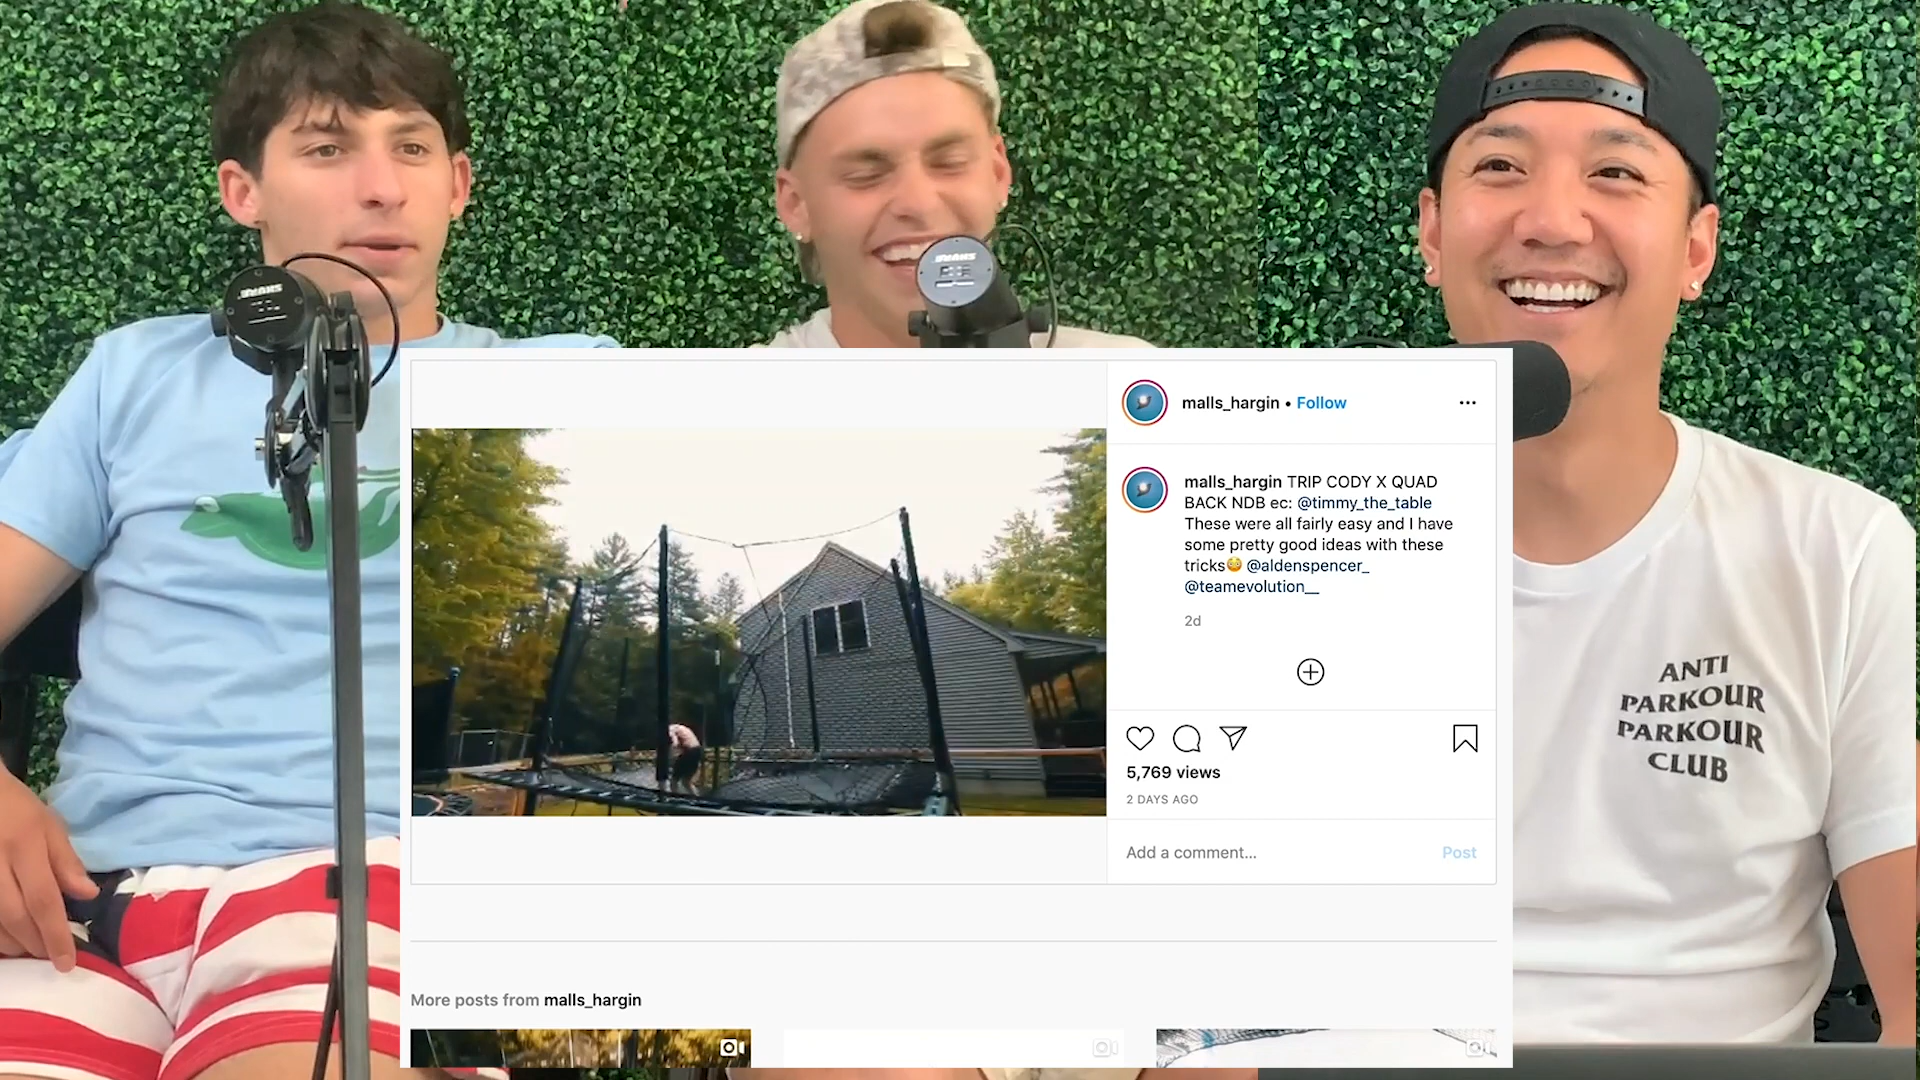 SHURE
SHURE
malls_hargin • Follow
malls_hargin TRIP CODY X QUAD
BACK NDB ec: @timmy_the_table
These were all fairly easy and I have
some pretty good ideas with these
tricks😳 @aldenspencer_
@teamevolution__
2d
5,769 views
2 DAYS AGO
Add a comment...
Post
More posts from malls_hargin
ANTI
PARKOUR
PARKOUR
CLUB